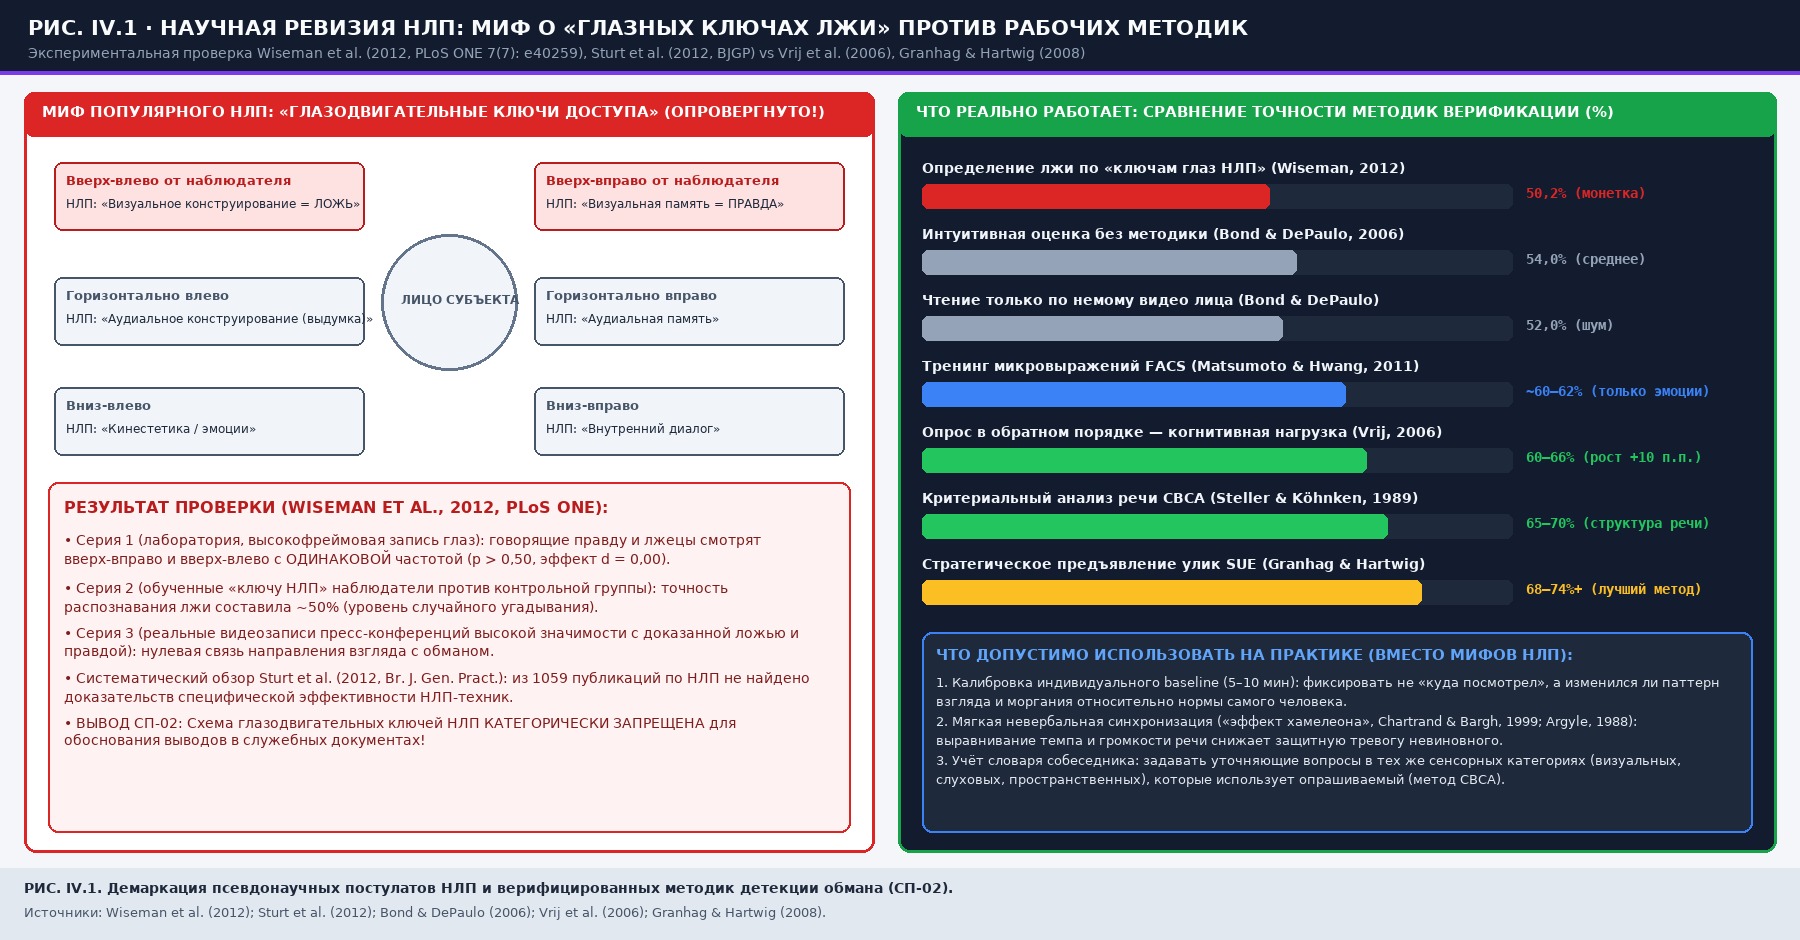 РИС. IV.1 · НАУЧНАЯ РЕВИЗИЯ НЛП: МИФ О «ГЛАЗНЫХ КЛЮЧАХ ЛЖИ» ПРОТИВ РАБОЧИХ МЕТОДИК
Экспериментальная проверка Wiseman et al. (2012, PLoS ONE 7(7): e40259), Sturt et al. (2012, BJGP) vs Vrij et al. (2006), Granhag & Hartwig (2008)
МИФ ПОПУЛЯРНОГО НЛП: «ГЛАЗОДВИГАТЕЛЬНЫЕ КЛЮЧИ ДОСТУПА» (ОПРОВЕРГНУТО!)
Вверх-влево от наблюдателя
НЛП: «Визуальное конструирование = ЛОЖЬ»
Вверх-вправо от наблюдателя
НЛП: «Визуальная память = ПРАВДА»
Горизонтально влево
НЛП: «Аудиальное конструирование (выдумка)»
ЛИЦО СУБЪЕКТА
Горизонтально вправо
НЛП: «Аудиальная память»
Вниз-влево
НЛП: «Кинестетика / эмоции»
Вниз-вправо
НЛП: «Внутренний диалог»
РЕЗУЛЬТАТ ПРОВЕРКИ (WISEMAN ET AL., 2012, PLoS ONE):
• Серия 1 (лаборатория, высокофреймовая запись глаз): говорящие правду и лжецы смотрят
вверх-вправо и вверх-влево с ОДИНАКОВОЙ частотой (p > 0,50, эффект d = 0,00).
• Серия 2 (обученные «ключу НЛП» наблюдатели против контрольной группы): точность
распознавания лжи составила ~50% (уровень случайного угадывания).
• Серия 3 (реальные видеозаписи пресс-конференций высокой значимости с доказанной ложью и
правдой): нулевая связь направления взгляда с обманом.
• Систематический обзор Sturt et al. (2012, Br. J. Gen. Pract.): из 1059 публикаций по НЛП не найдено
доказательств специфической эффективности НЛП-техник.
• ВЫВОД СП-02: Схема глазодвигательных ключей НЛП КАТЕГОРИЧЕСКИ ЗАПРЕЩЕНА для
обоснования выводов в служебных документах!
ЧТО РЕАЛЬНО РАБОТАЕТ: СРАВНЕНИЕ ТОЧНОСТИ МЕТОДИК ВЕРИФИКАЦИИ (%)
Определение лжи по «ключам глаз НЛП» (Wiseman, 2012)
50,2% (монетка)
Интуитивная оценка без методики (Bond & DePaulo, 2006)
54,0% (среднее)
Чтение только по немому видео лица (Bond & DePaulo)
52,0% (шум)
Тренинг микровыражений FACS (Matsumoto & Hwang, 2011)
~60–62% (только эмоции)
Опрос в обратном порядке — когнитивная нагрузка (Vrij, 2006)
60–66% (рост +10 п.п.)
Критериальный анализ речи CBCA (Steller & Köhnken, 1989)
65–70% (структура речи)
Стратегическое предъявление улик SUE (Granhag & Hartwig)
68–74%+ (лучший метод)
ЧТО ДОПУСТИМО ИСПОЛЬЗОВАТЬ НА ПРАКТИКЕ (ВМЕСТО МИФОВ НЛП):
1. Калибровка индивидуального baseline (5–10 мин): фиксировать не «куда посмотрел», а изменился ли паттерн
взгляда и моргания относительно нормы самого человека.
2. Мягкая невербальная синхронизация («эффект хамелеона», Chartrand & Bargh, 1999; Argyle, 1988):
выравнивание темпа и громкости речи снижает защитную тревогу невиновного.
3. Учёт словаря собеседника: задавать уточняющие вопросы в тех же сенсорных категориях (визуальных,
слуховых, пространственных), которые использует опрашиваемый (метод CBCA).
РИС. IV.1. Демаркация псевдонаучных постулатов НЛП и верифицированных методик детекции обмана (СП-02).
Источники: Wiseman et al. (2012); Sturt et al. (2012); Bond & DePaulo (2006); Vrij et al. (2006); Granhag & Hartwig (2008).